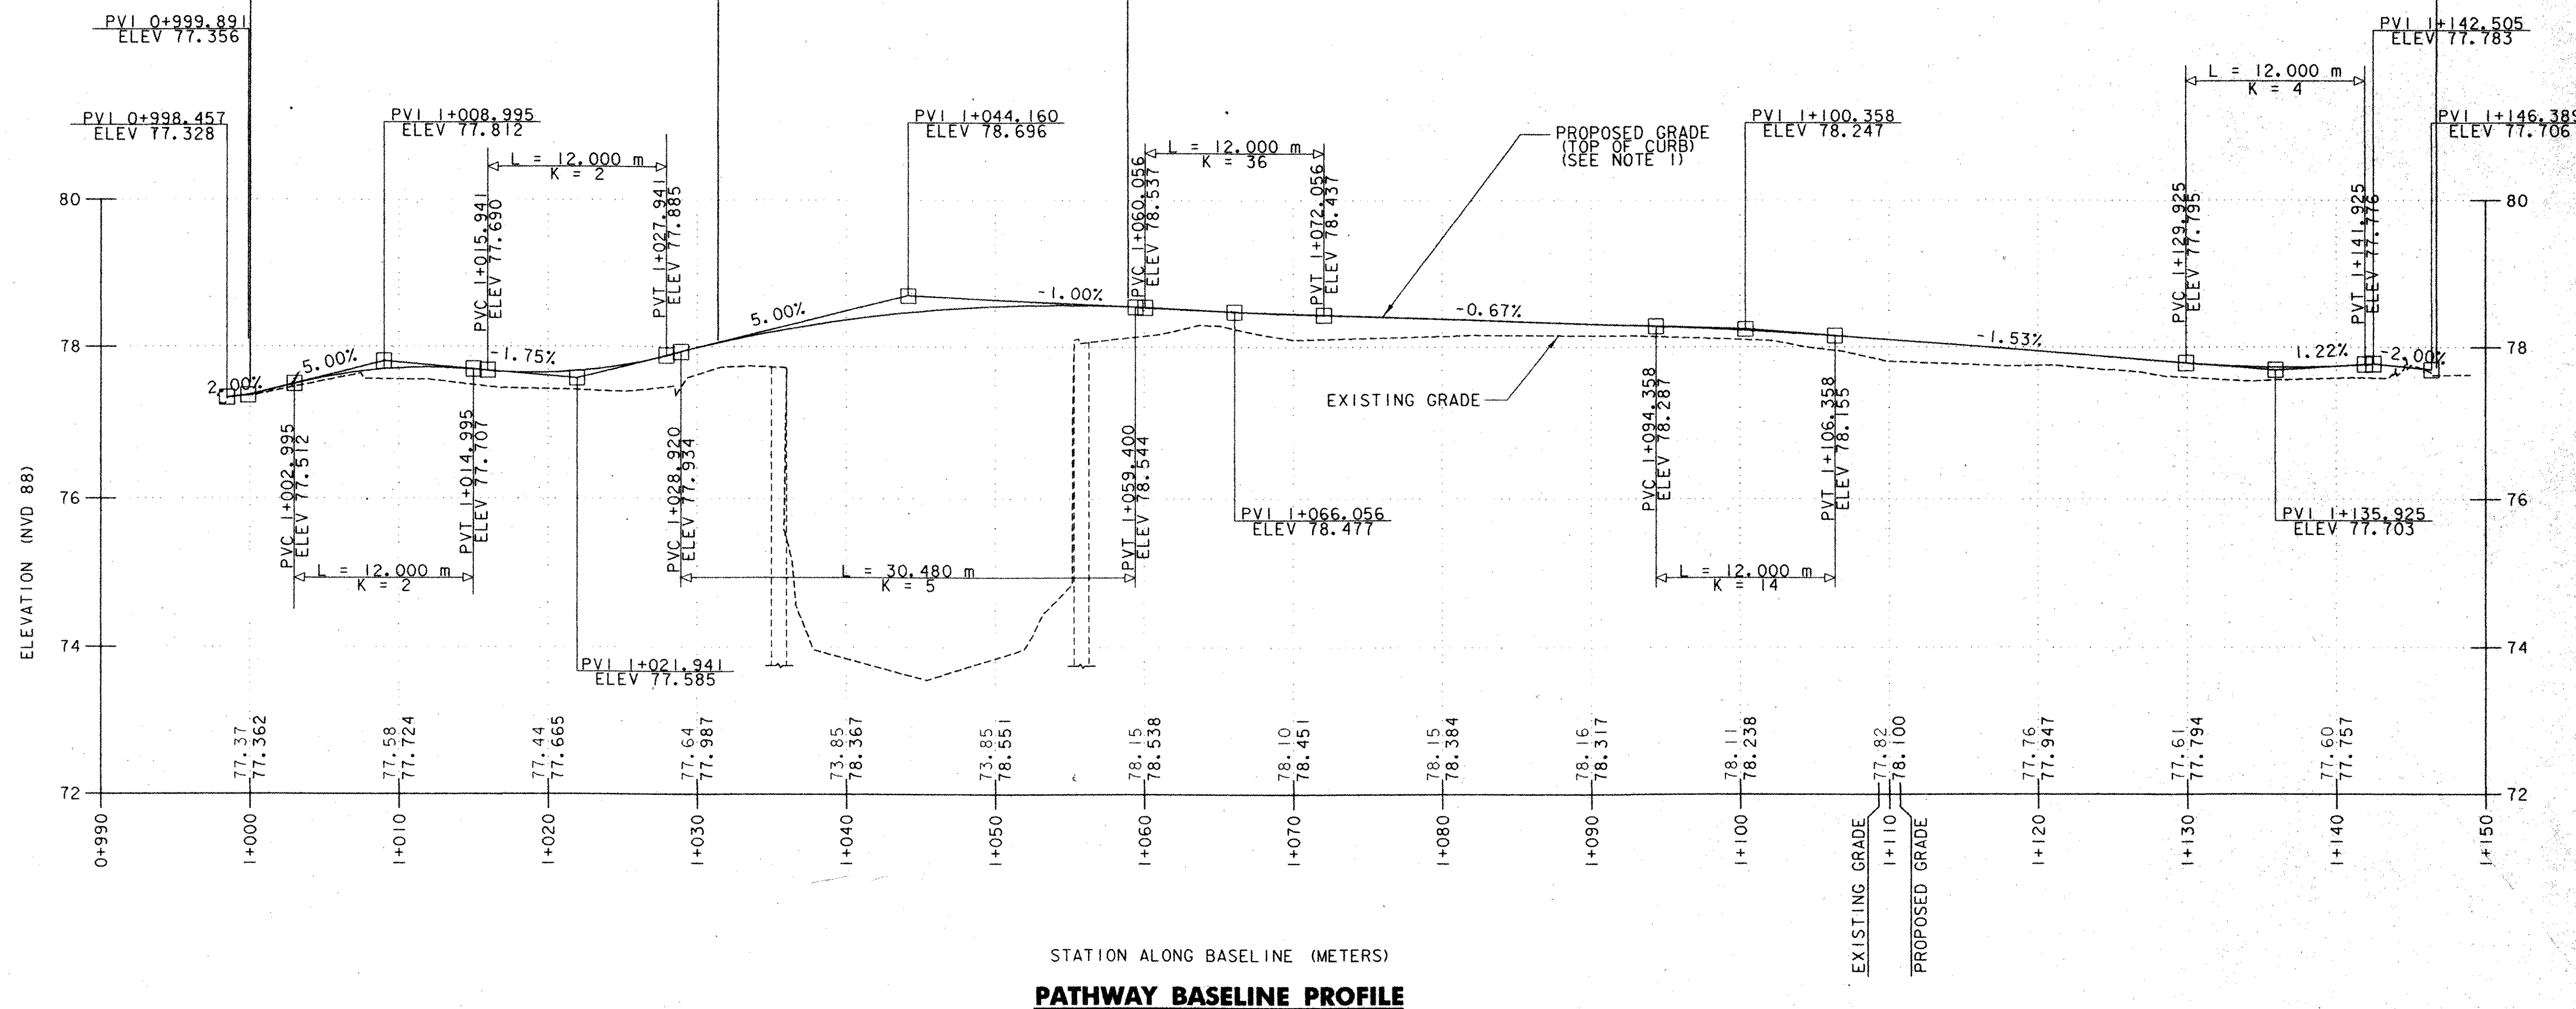 PVI 0+999.891
ELEV 77.356
PVI 1+142.505
ELEV 77.783
PVI 0+998.457
ELEV 77.328
PVI 1+008.995
ELEV 77.812
PVI 1+044.160
ELEV 78.696
PVI 1+100.358
ELEV 78.247
L = 12.000 m
K = 4
PVI 1+146.389
ELEV 77.706
L = 12.000 m
K = 2
L = 12.000 m
K = 36
PROPOSED GRADE
(TOP OF CURB)
(SEE NOTE 1)
PVC 1+015.941
ELEV 77.690
PVT 1+027.941
ELEV 77.885
PVC 1+060.056
ELEV 78.537
PVT 1+072.056
ELEV 78.437
PVC 1+129.925
ELEV 77.795
PVT 1+141.925
ELEV 77.776
80
80
78
78
76
76
74
74
72
72
2.00%
5.00%
-1.75%
5.00%
-1.00%
-0.67%
-1.53%
1.22%
-2.00%
EXISTING GRADE
PVC 1+002.995
ELEV 77.512
PVT 1+014.995
ELEV 77.707
PVC 1+028.920
ELEV 77.934
PVT 1+059.400
ELEV 78.544
PVC 1+094.358
ELEV 78.287
PVT 1+106.358
ELEV 78.155
PVI 1+066.056
ELEV 78.477
PVI 1+135.925
ELEV 77.703
L = 12.000 m
K = 2
L = 30.480 m
K = 5
L = 12.000 m
K = 14
PVI 1+021.941
ELEV 77.585
ELEVATION (NVD 88)
77.37
77.362
77.58
77.724
77.44
77.665
77.64
77.987
73.85
78.367
73.85
78.551
78.15
78.538
78.10
78.451
78.15
78.384
78.16
78.317
78.11
78.238
77.82
78.100
77.76
77.947
77.61
77.794
77.60
77.757
0+990
1+000
1+010
1+020
1+030
1+040
1+050
1+060
1+070
1+080
1+090
1+100
1+110
1+120
1+130
1+140
1+150
EXISTING GRADE
PROPOSED GRADE
STATION ALONG BASELINE (METERS)
PATHWAY BASELINE PROFILE